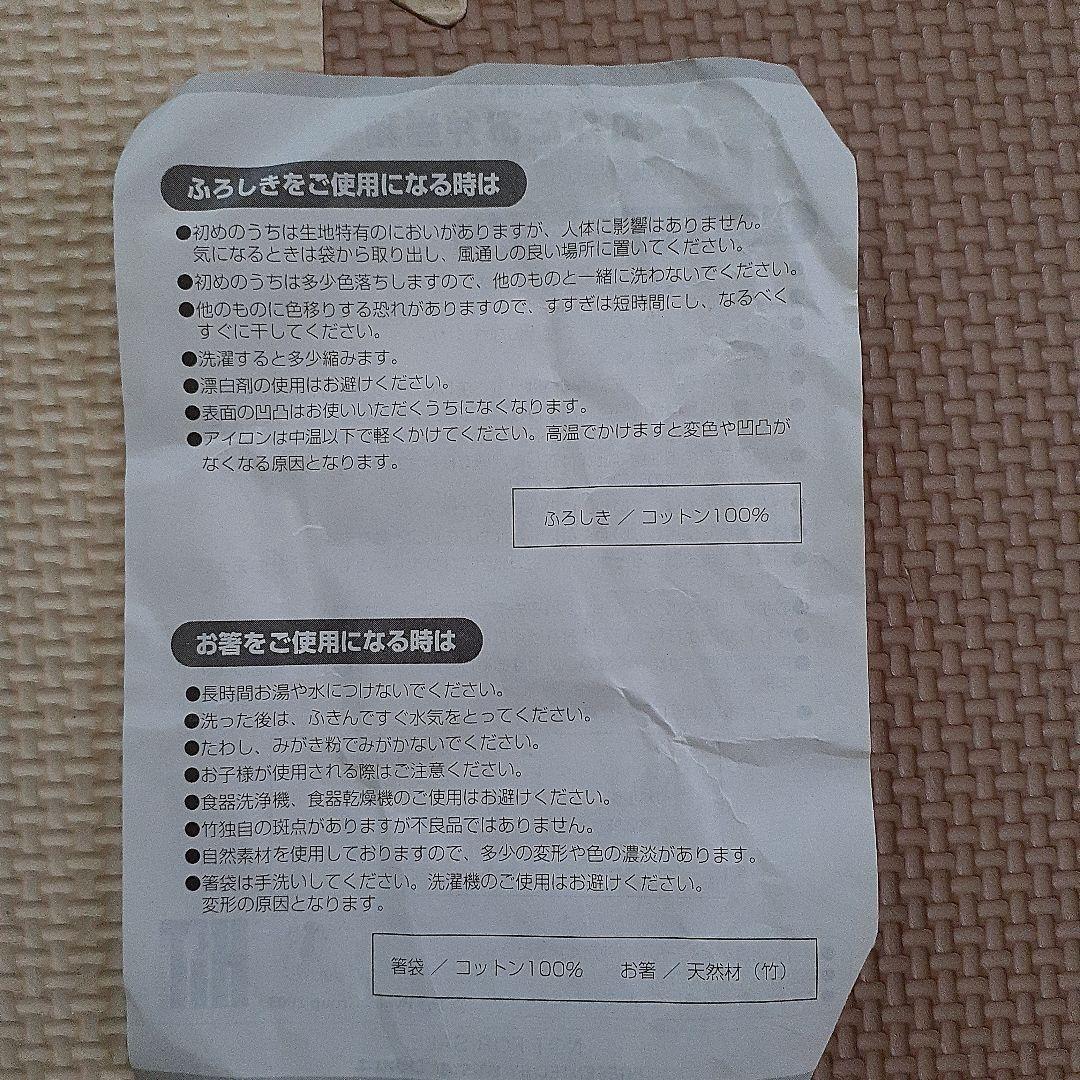 ふろしきをご使用になる時は
●初めのうちは生地特有のにおいがありますが、人体に影響はありません。
気になるときは袋から取り出し、風通しの良い場所に置いてください。
●初めのうちは多少色落ちしますので、他のものと一緒に洗わないでください。
●他のものに色移りする恐れがありますので、すすぎは短時間にし、なるべく
すぐに干してください。
●洗濯すると多少縮みます。
●漂白剤の使用はお避けください。
●表面の凹凸はお使いいただくうちになくなります。
●アイロンは中温以下で軽くかけてください。高温でかけますと変色や凹凸が
なくなる原因となります。
ふろしき／コットン100%
お箸をご使用になる時は
●長時間お湯や水につけないでください。
●洗った後は、ふきんですぐ水気をとってください。
●たわし、みがき粉でみがかないでください。
●お子様が使用される際はご注意ください。
●食器洗浄機、食器乾燥機のご使用はお避けください。
●竹独自の斑点がありますが不良品ではありません。
●自然素材を使用しておりますので、多少の変形や色の濃淡があります。
●箸袋は手洗いしてください。洗濯機のご使用はお避けください。
変形の原因となります。
箸袋／コットン100%　お箸／天然材（竹）